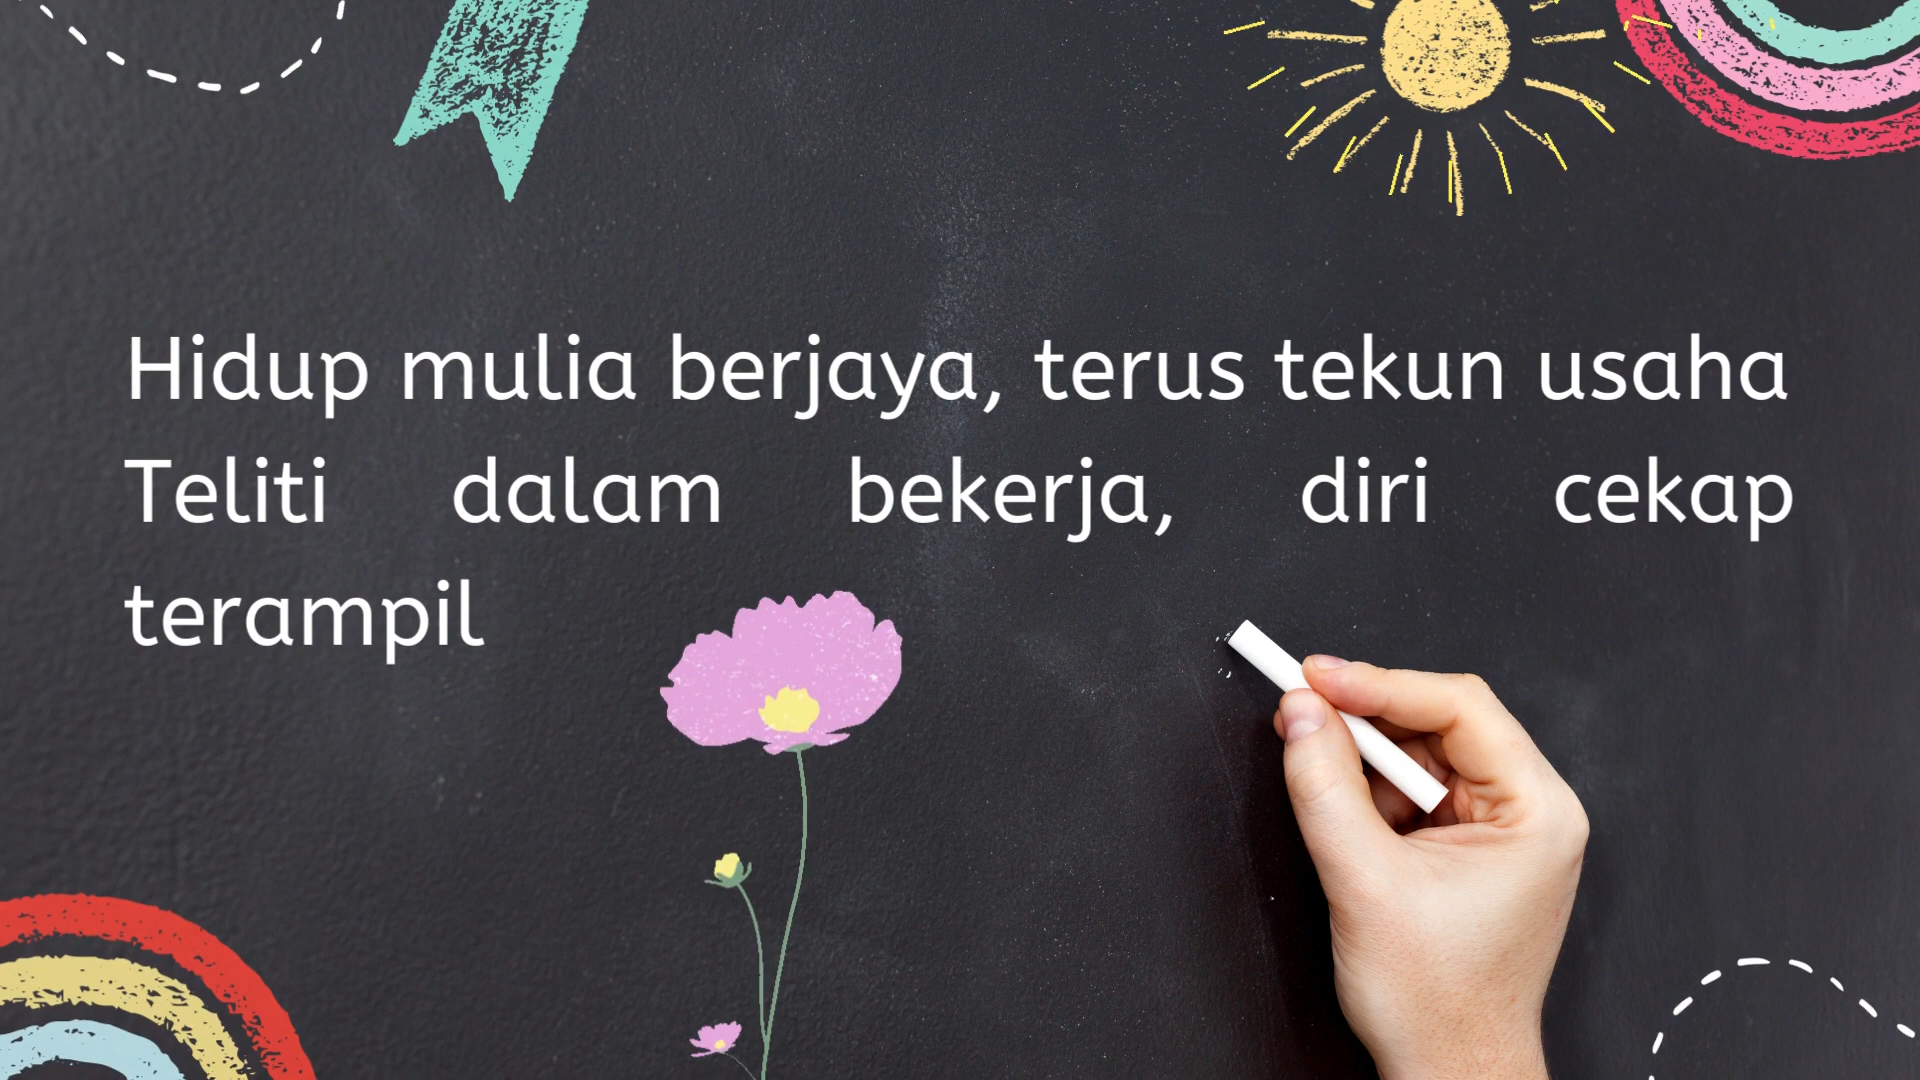 Hidup mulia berjaya, terus tekun usaha
Teliti dalam bekerja, diri cekap
terampil